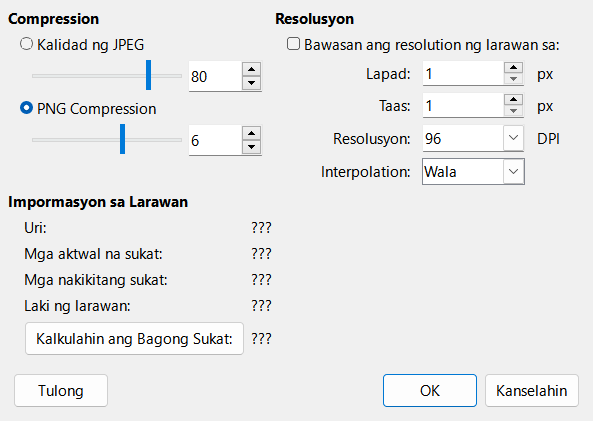 Compression
Kalidad ng JPEG
80
PNG Compression
6
Resolusyon
Bawasan ang resolution ng larawan sa:
Lapad: 1 px
Taas: 1 px
Resolusyon: 96 DPI
Interpolation: Wala
Impormasyon sa Larawan
Uri: ???
Mga aktwal na sukat: ???
Mga nakikitang sukat: ???
Laki ng larawan: ???
Kalkulahin ang Bagong Sukat: ???
Tulong OK Kanselahin